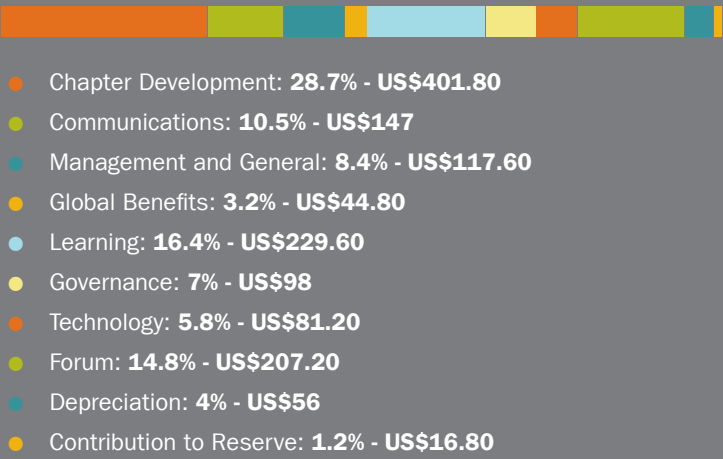 Chapter Development: 28.7% - US$401.80
Communications: 10.5% - US$147
Management and General: 8.4% - US$117.60
Global Benefits: 3.2% - US$44.80
Learning: 16.4% - US$229.60
Governance: 7% - US$98
Technology: 5.8% - US$81.20
Forum: 14.8% - US$207.20
Depreciation: 4% - US$56
Contribution to Reserve: 1.2% - US$16.80